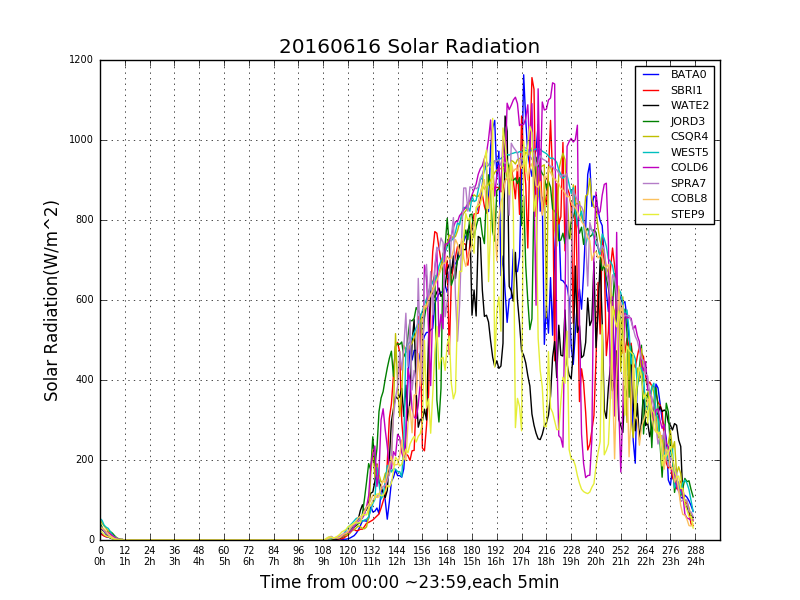 20160616 Solar Radiation
1200
1000
800
600
400
200
0
Solar Radiation(W/m^2)
BATA0
SBRI1
WATE2
JORD3
CSQR4
WEST5
COLD6
SPRA7
COBL8
STEP9
0 12 24 36 48 60 72 84 96 108 120 132 144 156 168 180 192 204 216 228 240 252 264 276 288
0h 1h 2h 3h 4h 5h 6h 7h 8h 9h 10h 11h 12h 13h 14h 15h 16h 17h 18h 19h 20h 21h 22h 23h 24h
Time from 00:00 ~23:59,each 5min